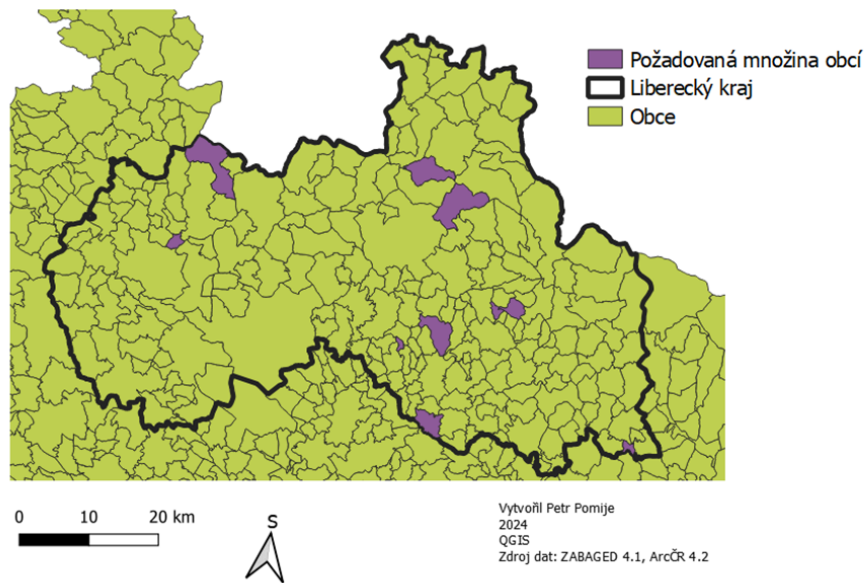 Požadovaná množina obcí
Liberecký kraj
Obce
0 10 20 km
S
Vytvořil Petr Pomije
2024
QGIS
Zdroj dat: ZABAGED 4.1, ArcČR 4.2